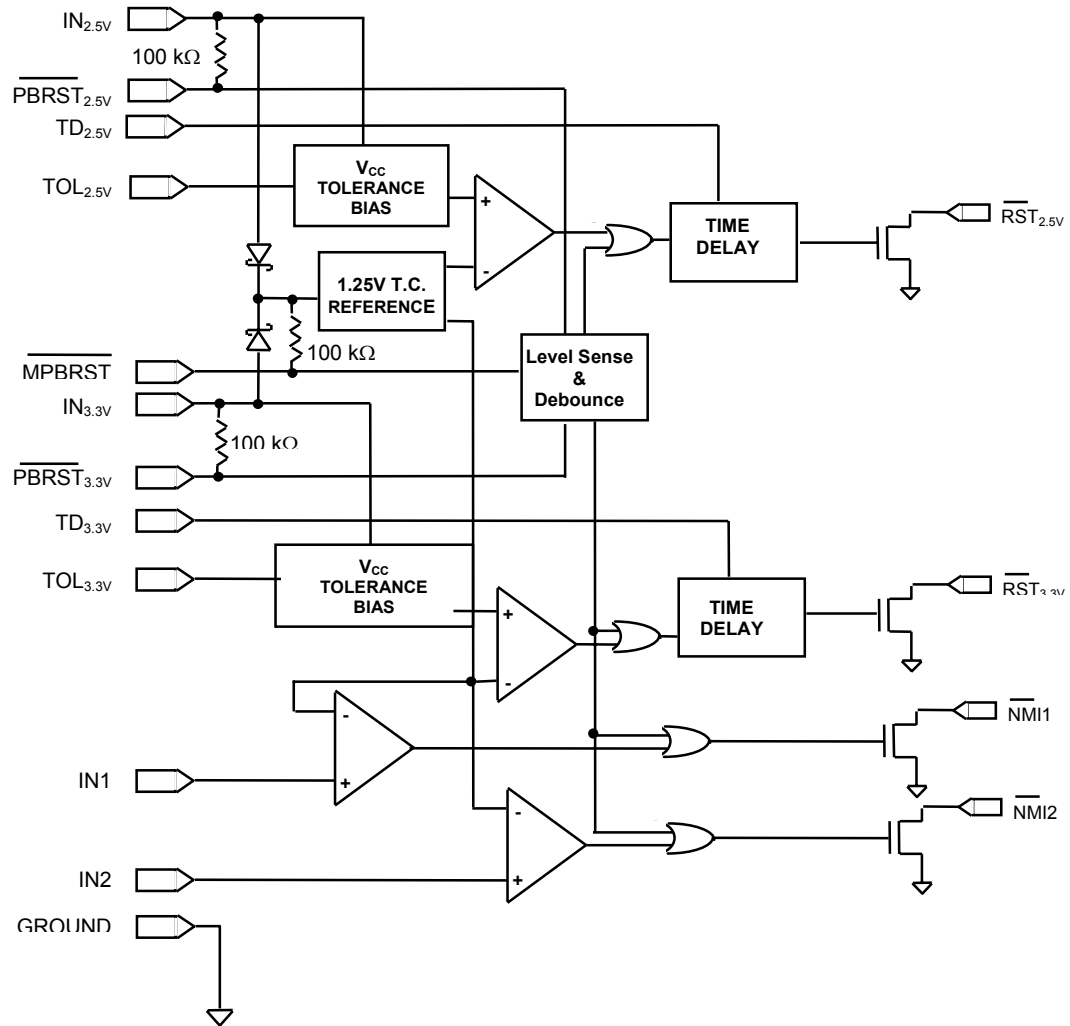 IN2.5V
100 kΩ
PBRST2.5V
TD2.5V
TOL2.5V
VCC
TOLERANCE
BIAS
+
-
TIME
DELAY
RST2.5V
1.25V T.C.
REFERENCE
100 kΩ
MPBRST
Level Sense
&
Debounce
IN3.3V
100 kΩ
PBRST3.3V
TD3.3V
TOL3.3V
VCC
TOLERANCE
BIAS
+
-
TIME
DELAY
RST3.3V
-
+
NMI1
IN1
-
+
NMI2
IN2
GROUND